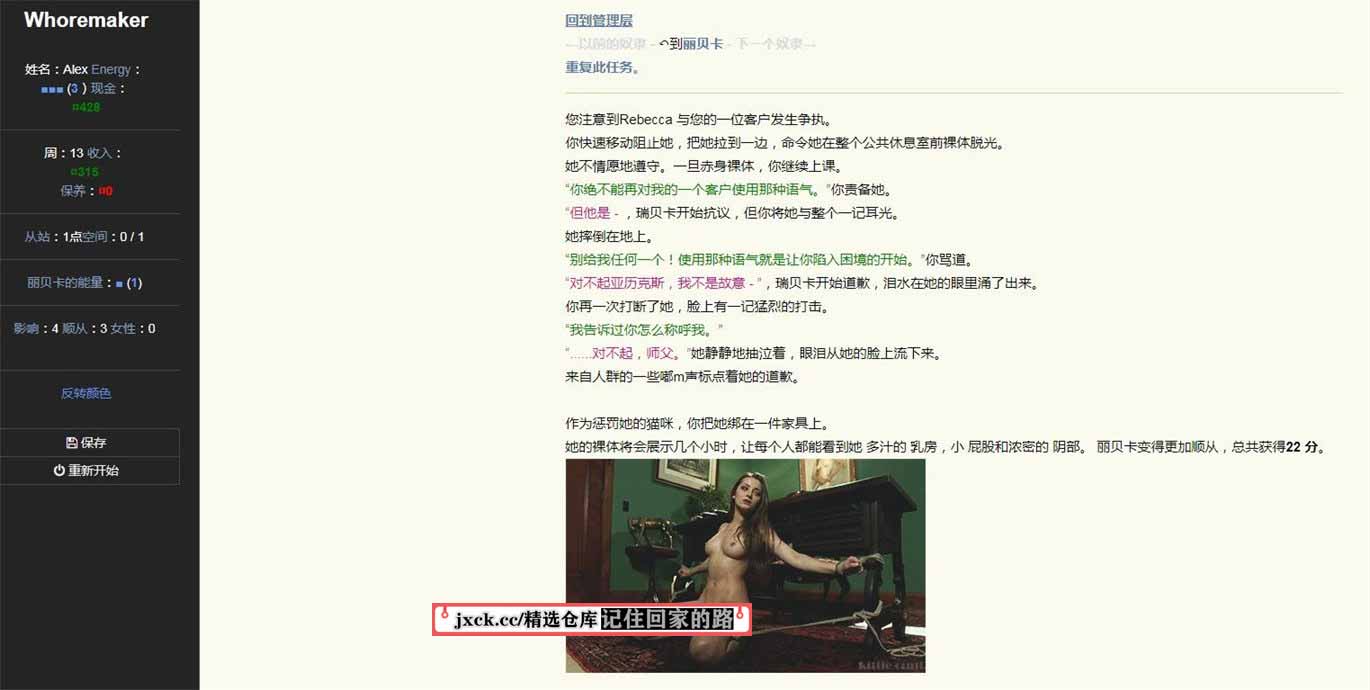 Whoremaker
姓名：Alex Energy：
■■■ (3 ) 现金：
¤428
周：13 收入：
¤315
保养：¤0
从站：1点空间：0 / 1
丽贝卡的能量：■ (1)
影响：4 顺从：3 女性：0
反转颜色
保存
重新开始
回到管理层
←以前的奴隶 - ↶到丽贝卡 - 下一个奴隶→
重复此任务。
您注意到Rebecca 与您的一位客户发生争执。
你快速移动阻止她，把她拉到一边，命令她在整个公共休息室前裸体脱光。
她不情愿地遵守。一旦赤身裸体，你继续上课。
“你绝不能再对我的一个客户使用那种语气。”你责备她。
“但他是 - ，瑞贝卡开始抗议，但你将她与整个一记耳光。
她摔倒在地上。
“别给我任何一个！使用那种语气就是让你陷入困境的开始。”你骂道。
“对不起亚历克斯，我不是故意 - ”，瑞贝卡开始道歉，泪水在她的眼里涌了出来。
你再一次打断了她，脸上有一记猛烈的打击。
“我告诉过你怎么称呼我。”
“……对不起，师父。”她静静地抽泣着，眼泪从她的脸上流下来。
来自人群的一些嘟m声标点着她的道歉。
作为惩罚她的猫咪，你把她绑在一件家具上。
她的裸体将会展示几个小时，让每个人都能看到她 多汁的 乳房，小 屁股和浓密的 阴部。 丽贝卡变得更加顺从，总共获得22 分。
jxck.cc/精选仓库 记住回家的路